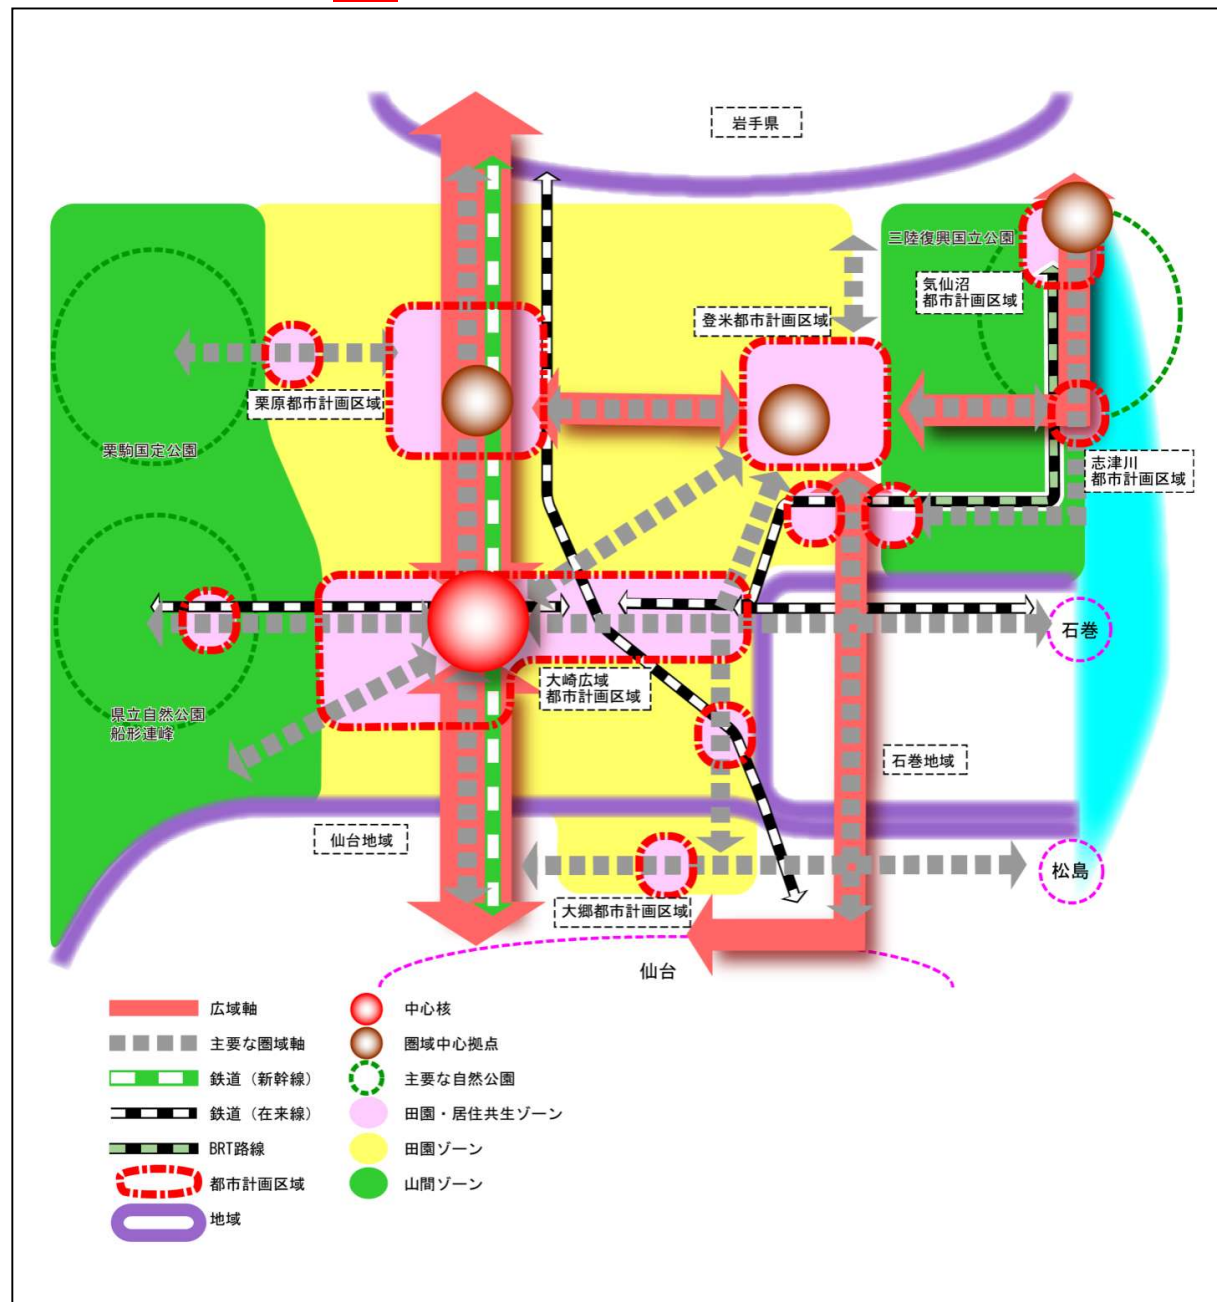 岩手県
三陸復興国立公園
気仙沼
都市計画区域
登米都市計画区域
栗原都市計画区域
栗駒国定公園
志津川
都市計画区域
石巻
大崎広域
都市計画区域
県立自然公園
船形連峰
石巻地域
仙台地域
松島
大郷都市計画区域
仙台
広域軸
中心核
主要な圏域軸
圏域中心拠点
鉄道（新幹線）
主要な自然公園
鉄道（在来線）
田園・居住共生ゾーン
BRT路線
田園ゾーン
都市計画区域
山間ゾーン
地域